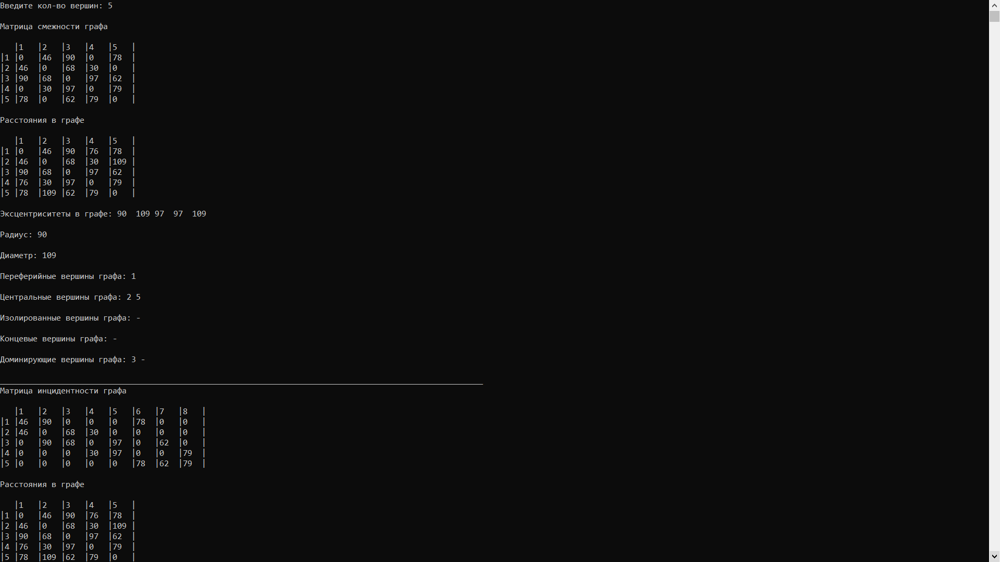 Введите кол-во вершин: 5
Матрица смежности графа
   |1   |2   |3   |4   |5   |
|1 |0   |46  |90  |0   |78  |
|2 |46  |0   |68  |30  |0   |
|3 |90  |68  |0   |97  |62  |
|4 |0   |30  |97  |0   |79  |
|5 |78  |0   |62  |79  |0   |
Расстояния в графе
   |1   |2   |3   |4   |5   |
|1 |0   |46  |90  |76  |78  |
|2 |46  |0   |68  |30  |109 |
|3 |90  |68  |0   |97  |62  |
|4 |76  |30  |97  |0   |79  |
|5 |78  |109 |62  |79  |0   |
Эксцентриситеты в графе: 90  109 97  97  109
Радиус: 90
Диаметр: 109
Переферийные вершины графа: 1
Центральные вершины графа: 2 5
Изолированные вершины графа: -
Концевые вершины графа: -
Доминирующие вершины графа: 3 -
Матрица инцидентности графа
   |1   |2   |3   |4   |5   |6   |7   |8   |
|1 |46  |90  |0   |0   |0   |78  |0   |0   |
|2 |46  |0   |68  |30  |0   |0   |0   |0   |
|3 |0   |90  |68  |0   |97  |0   |62  |0   |
|4 |0   |0   |0   |30  |97  |0   |0   |79  |
|5 |0   |0   |0   |0   |0   |78  |62  |79  |
Расстояния в графе
   |1   |2   |3   |4   |5   |
|1 |0   |46  |90  |76  |78  |
|2 |46  |0   |68  |30  |109 |
|3 |90  |68  |0   |97  |62  |
|4 |76  |30  |97  |0   |79  |
|5 |78  |109 |62  |79  |0   |